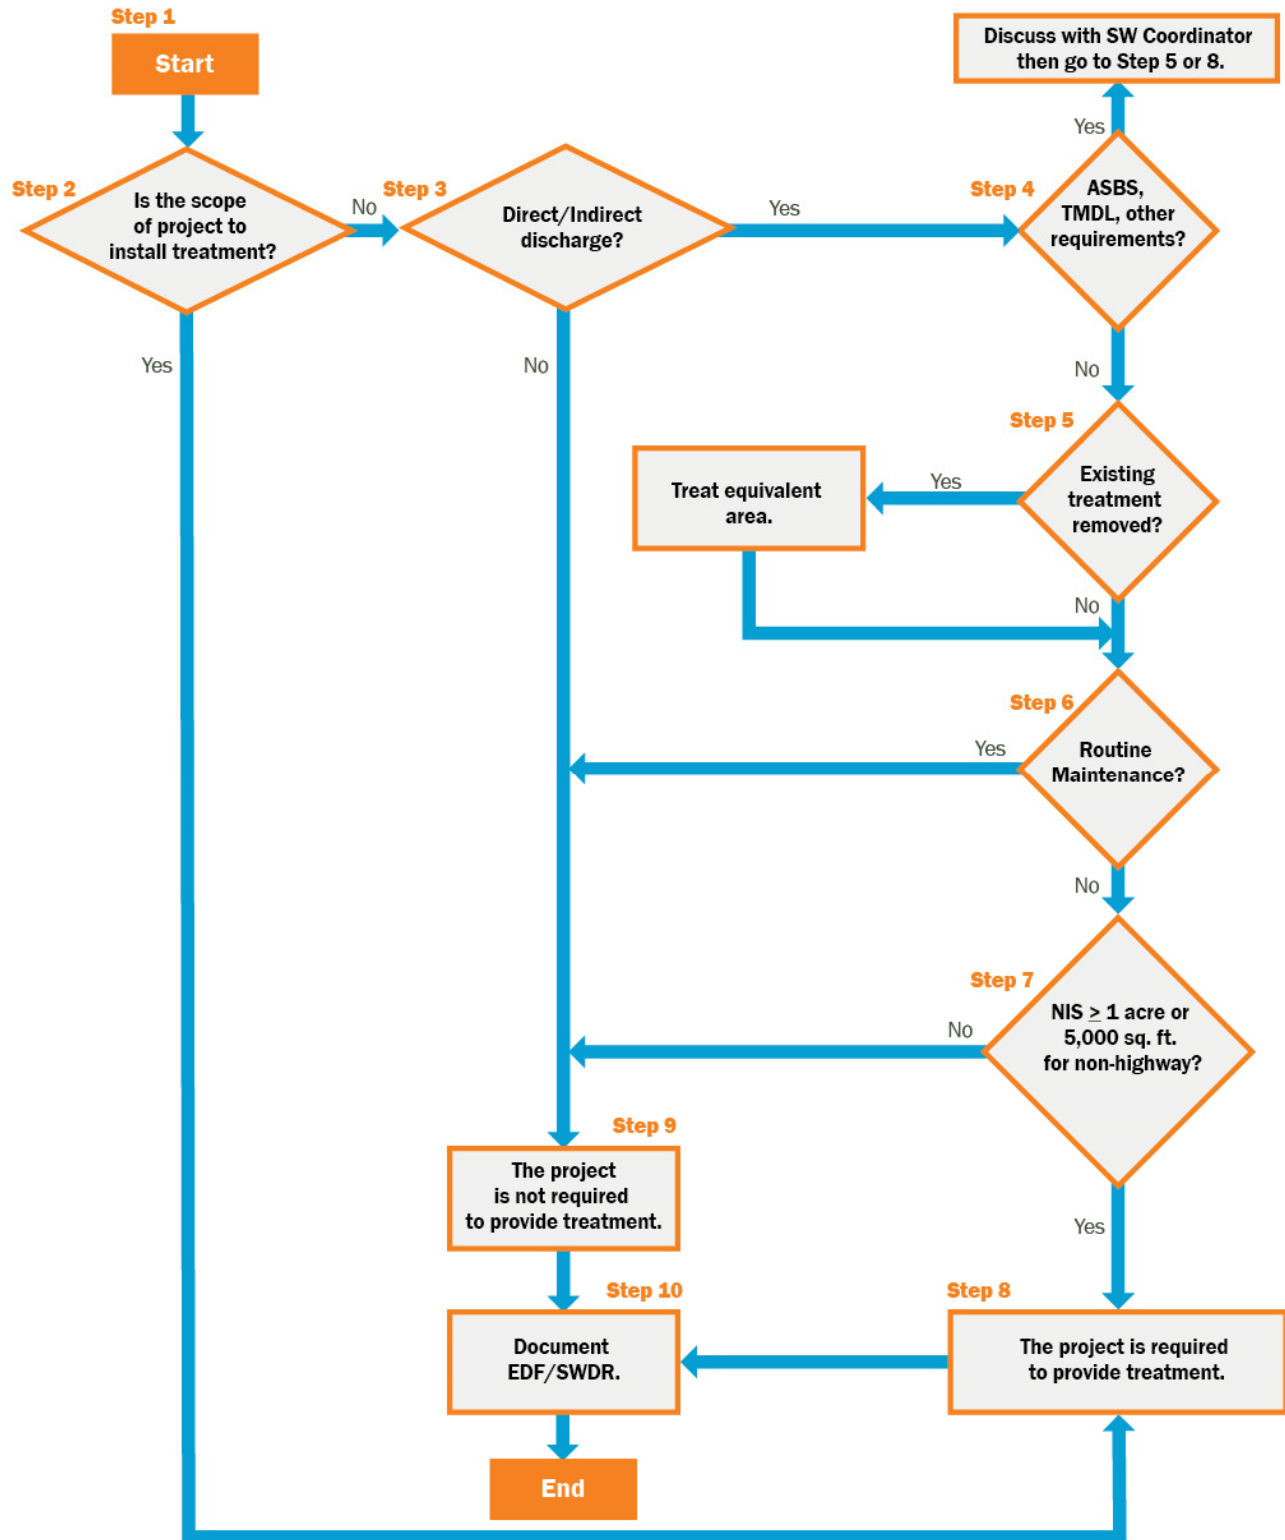 Step 1
Start
Discuss with SW Coordinator
then go to Step 5 or 8.
Yes
Step 2
Is the scope
of project to
install treatment?
No
Step 3
Direct/Indirect
discharge?
Yes
Step 4
ASBS,
TMDL, other
requirements?
Yes
No
No
Step 5
Existing
treatment
removed?
Yes
Treat equivalent
area.
No
Step 6
Routine
Maintenance?
Yes
No
Step 7
NIS ≥ 1 acre or
5,000 sq. ft.
for non-highway?
No
Yes
Step 9
The project
is not required
to provide treatment.
Step 10
Document
EDF/SWDR.
Step 8
The project is required
to provide treatment.
End